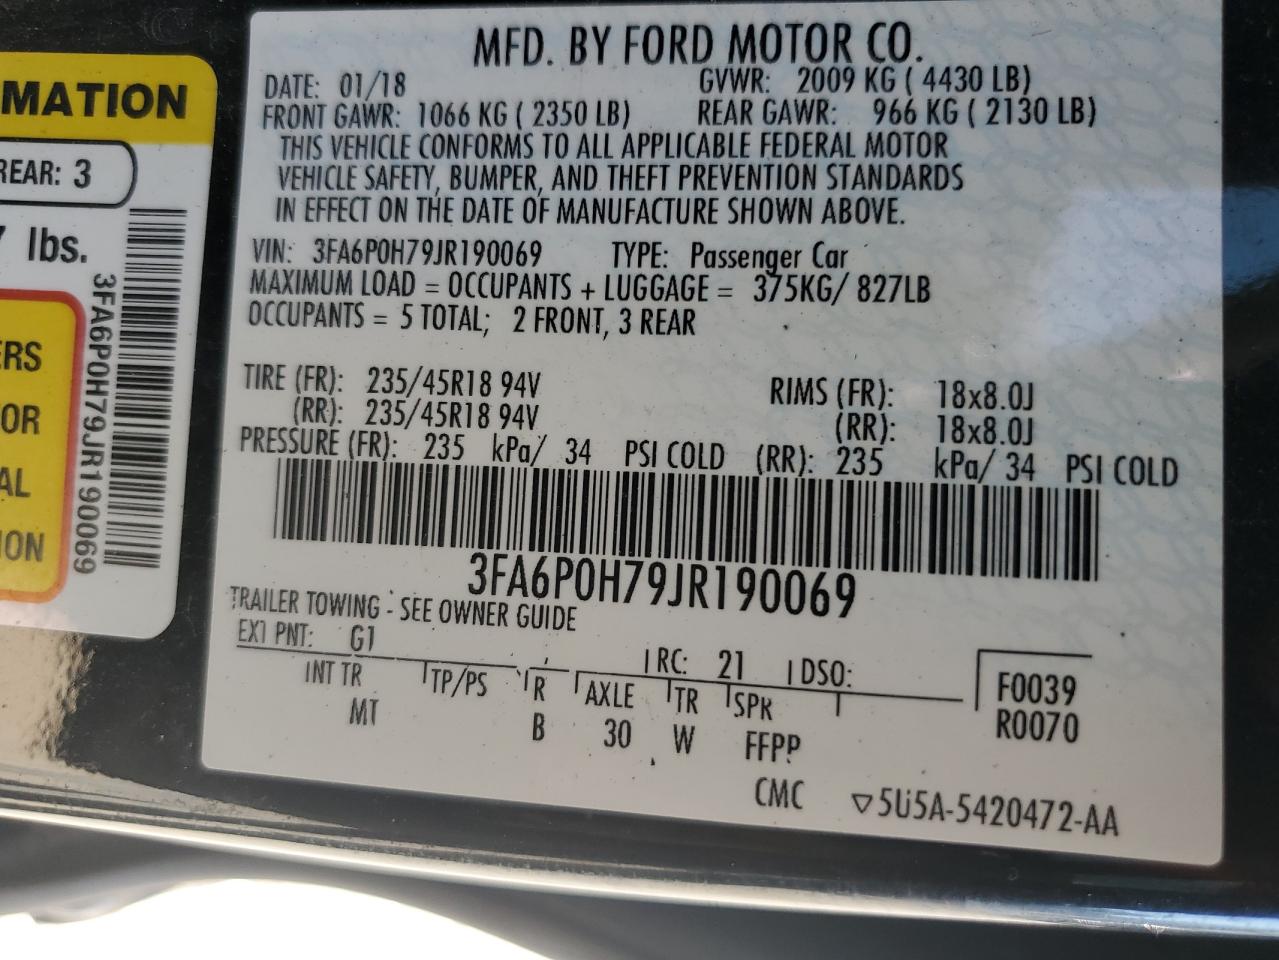 MATION
REAR: 3
7 lbs.
3FA6P0H79JR190069
ERS
OR
AL
ION
MFD. BY FORD MOTOR CO.
DATE: 01/18 GVWR: 2009 KG ( 4430 LB)
FRONT GAWR: 1066 KG ( 2350 LB) REAR GAWR: 966 KG ( 2130 LB)
THIS VEHICLE CONFORMS TO ALL APPLICABLE FEDERAL MOTOR
VEHICLE SAFETY, BUMPER, AND THEFT PREVENTION STANDARDS
IN EFFECT ON THE DATE OF MANUFACTURE SHOWN ABOVE.
VIN: 3FA6P0H79JR190069 TYPE: Passenger Car
MAXIMUM LOAD = OCCUPANTS + LUGGAGE = 375KG/ 827LB
OCCUPANTS = 5 TOTAL; 2 FRONT, 3 REAR
TIRE (FR): 235/45R18 94V RIMS (FR): 18x8.0J
(RR): 235/45R18 94V (RR): 18x8.0J
PRESSURE (FR): 235 kPa/ 34 PSI COLD (RR): 235 kPa/ 34 PSI COLD
3FA6P0H79JR190069
TRAILER TOWING - SEE OWNER GUIDE
EXT PNT: G1 RC: 21 DSO:
INT TR TP/PS R AXLE TR SPR
MT B 30 W FFPP
F0039
R0070
CMC ▽5U5A-5420472-AA